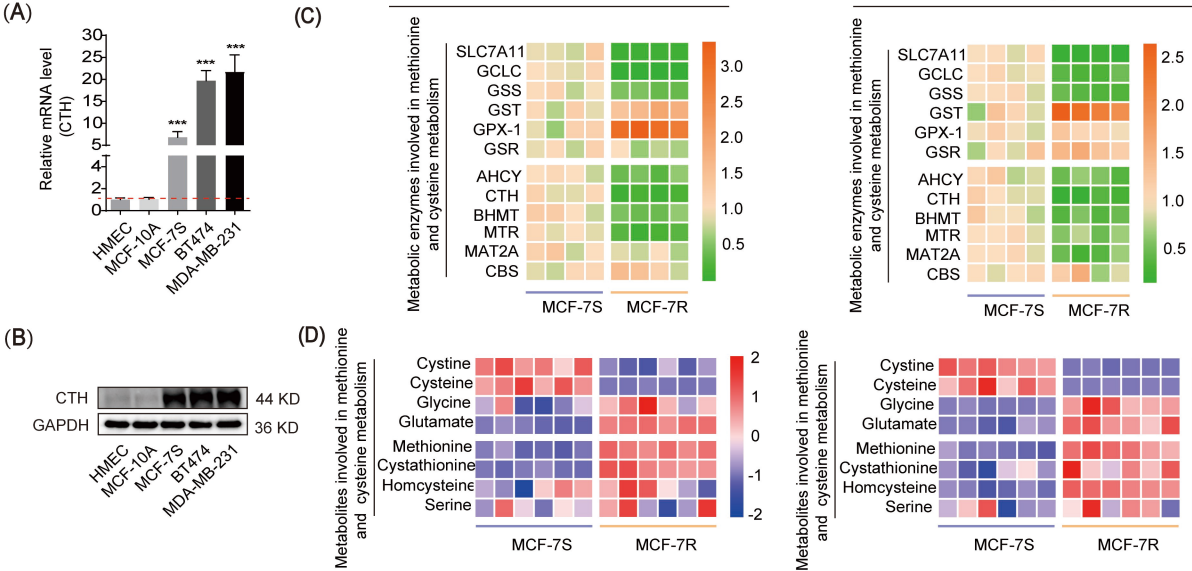 (A)
Relative mRNA level
(CTH)
30
25
20
15
10
5
4
2
0
***
***
***
HMEC
MCF-10A
MCF-7S
BT474
MDA-MB-231
(B)
CTH
GAPDH
44 KD
36 KD
HMEC
MCF-10A
MCF-7S
BT474
MDA-MB-231
(C)
Metabolic enzymes involved in methionine
and cysteine metabolism
SLC7A11
GCLC
GSS
GST
GPX-1
GSR
AHCY
CTH
BHMT
MTR
MAT2A
CBS
MCF-7S
MCF-7R
3.0
2.5
2.0
1.5
1.0
0.5
Metabolic enzymes involved in methionine
and cysteine metabolism
SLC7A11
GCLC
GSS
GST
GPX-1
GSR
AHCY
CTH
BHMT
MTR
MAT2A
CBS
MCF-7S
MCF-7R
2.5
2.0
1.5
1.0
0.5
(D)
Metabolites involved in methionine
and cysteine metabolism
Cystine
Cysteine
Glycine
Glutamate
Methionine
Cystathionine
Homcysteine
Serine
MCF-7S
MCF-7R
2
1
0
-1
-2
Metabolites involved in methionine
and cysteine metabolism
Cystine
Cysteine
Glycine
Glutamate
Methionine
Cystathionine
Homcysteine
Serine
MCF-7S
MCF-7R